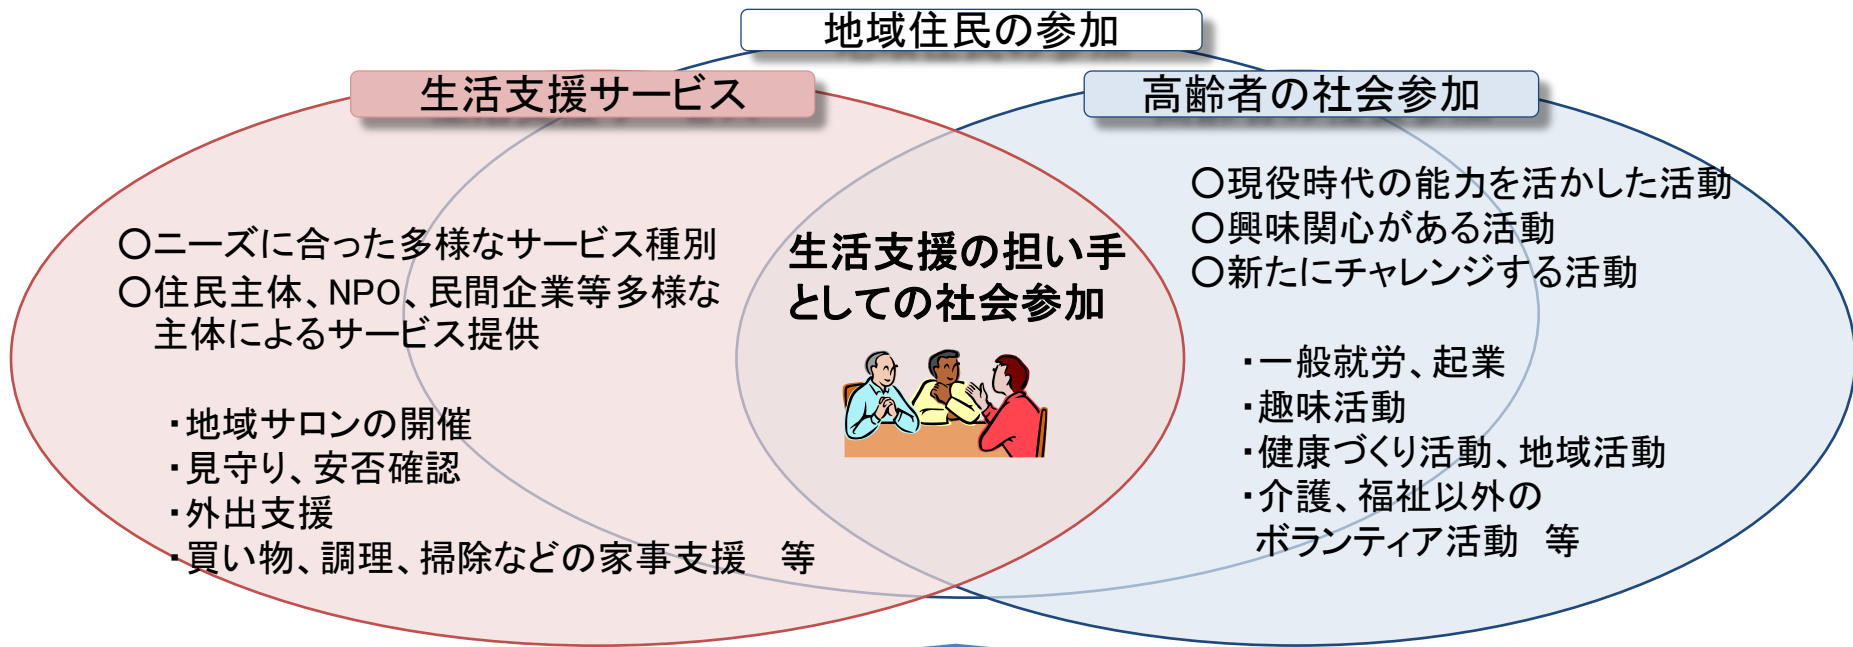 地域住民の参加
生活支援サービス
高齢者の社会参加
○ニーズに合った多様なサービス種別
○住民主体、NPO、民間企業等多様な
主体によるサービス提供
・地域サロンの開催
・見守り、安否確認
・外出支援
・買い物、調理、掃除などの家事支援　等
生活支援の担い手
としての社会参加
○現役時代の能力を活かした活動
○興味関心がある活動
○新たにチャレンジする活動
・一般就労、起業
・趣味活動
・健康づくり活動、地域活動
・介護、福祉以外の
ボランティア活動　等